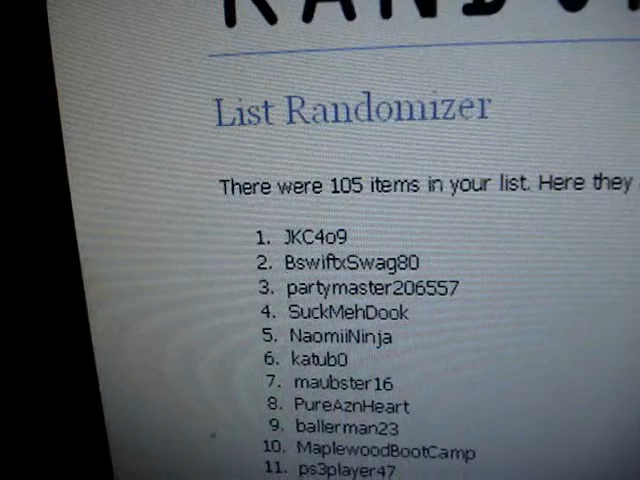 List Randomizer
There were 105 items in your list. Here they
1. JKC4o9
2. BswiftxSwag80
3. partymaster206557
4. SuckMehDook
5. NaomiiNinja
6. katub0
7. maubster16
8. PureAznHeart
9. ballerman23
10. MaplewoodBootCamp
11. ps3player47